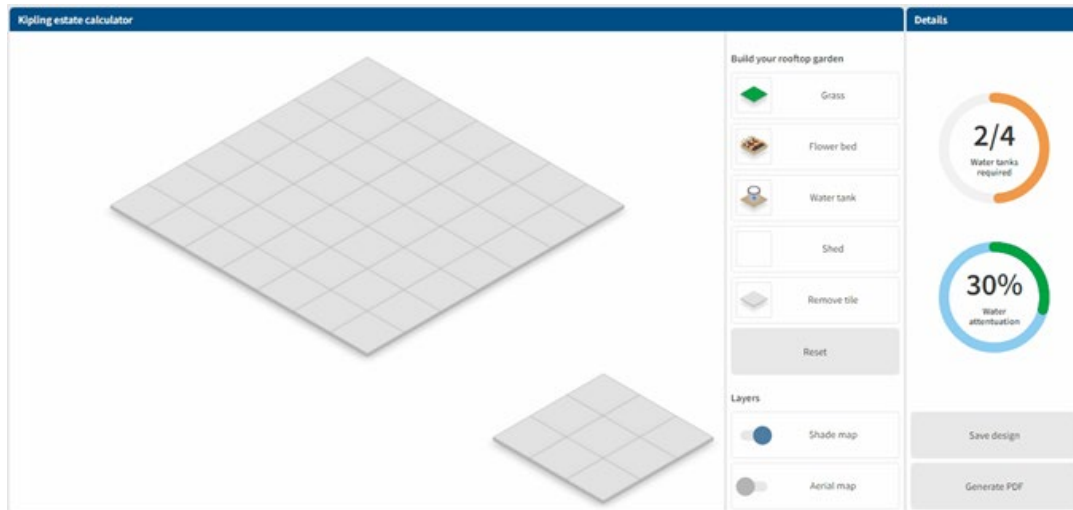 Kipling estate calculator
Details
Build your rooftop garden
Grass
Flower bed
Water tank
Shed
Remove tile
Reset
Layers
Shade map
Aerial map
2/4
Water tanks
required
30%
Water
attentuation
Save design
Generate PDF